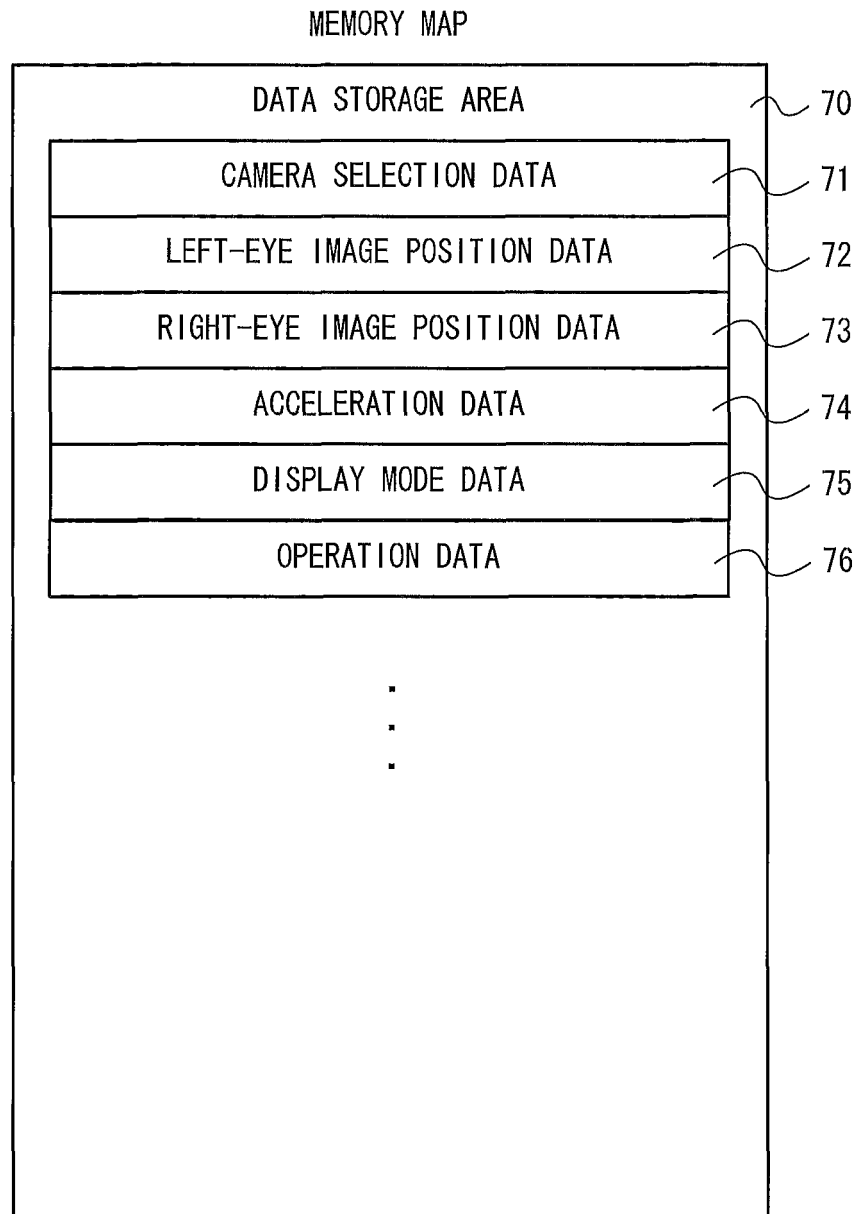 MEMORY MAP
DATA STORAGE AREA 70
CAMERA SELECTION DATA 71
LEFT-EYE IMAGE POSITION DATA 72
RIGHT-EYE IMAGE POSITION DATA 73
ACCELERATION DATA 74
DISPLAY MODE DATA 75
OPERATION DATA 76